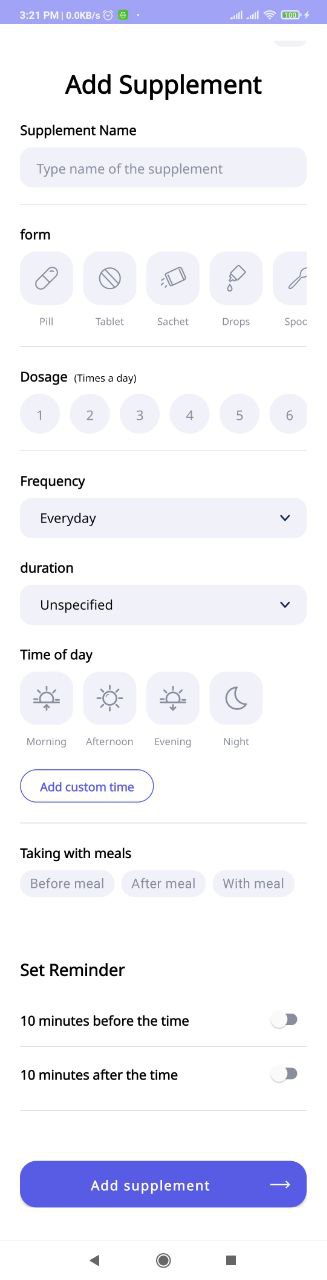 3:21 PM | 0.0KB/s
100
Add Supplement
Supplement Name
Type name of the supplement
form
Pill Tablet Sachet Drops Spoo
Dosage (Times a day)
1 2 3 4 5 6
Frequency
Everyday
duration
Unspecified
Time of day
Morning Afternoon Evening Night
Add custom time
Taking with meals
Before meal After meal With meal
Set Reminder
10 minutes before the time
10 minutes after the time
Add supplement